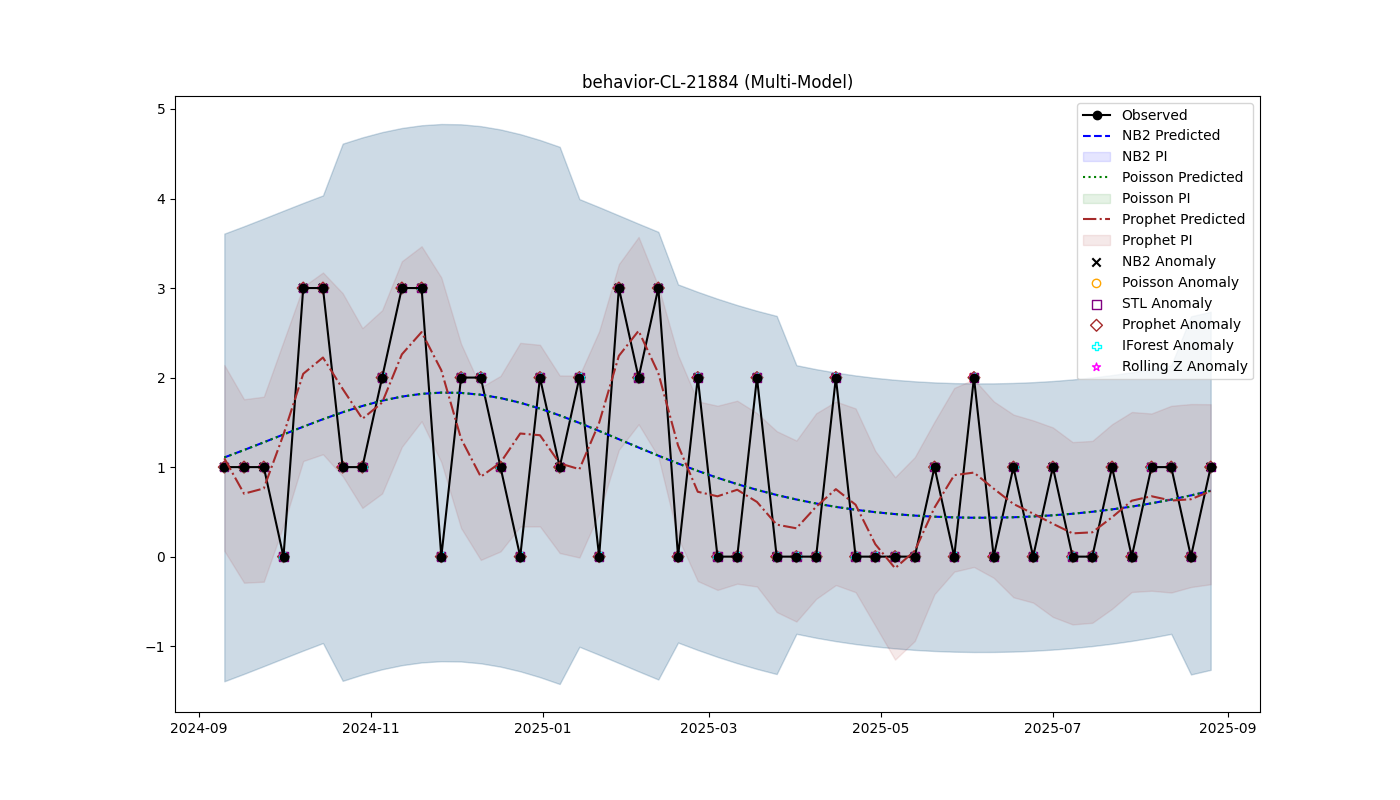 behavior-CL-21884 (Multi-Model)
5
4
3
2
1
0
−1
2024-09
2024-11
2025-01
2025-03
2025-05
2025-07
2025-09
Observed
NB2 Predicted
NB2 PI
Poisson Predicted
Poisson PI
Prophet Predicted
Prophet PI
NB2 Anomaly
Poisson Anomaly
STL Anomaly
Prophet Anomaly
IForest Anomaly
Rolling Z Anomaly